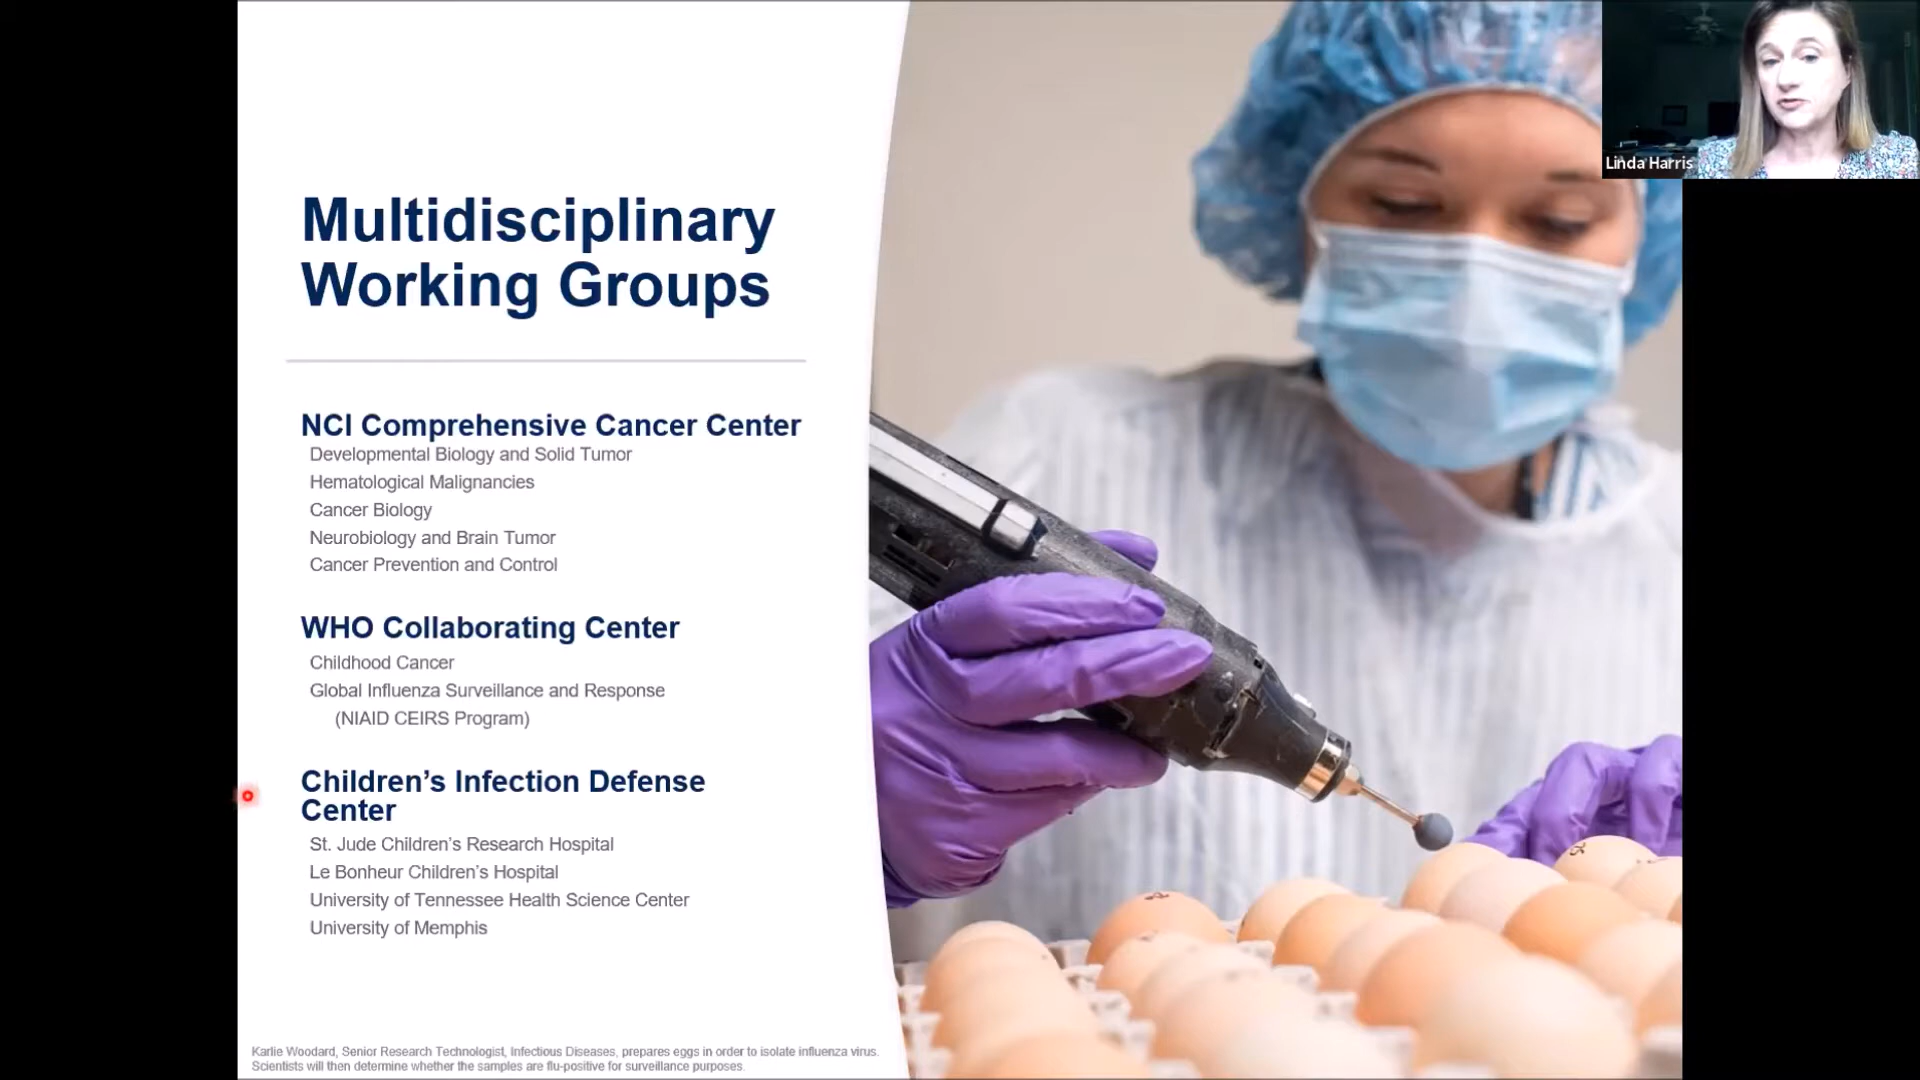 Multidisciplinary
Working Groups
NCI Comprehensive Cancer Center
Developmental Biology and Solid Tumor
Hematological Malignancies
Cancer Biology
Neurobiology and Brain Tumor
Cancer Prevention and Control
WHO Collaborating Center
Childhood Cancer
Global Influenza Surveillance and Response
(NIAID CEIRS Program)
Children’s Infection Defense
Center
St. Jude Children’s Research Hospital
Le Bonheur Children’s Hospital
University of Tennessee Health Science Center
University of Memphis
Karlie Woodard, Senior Research Technologist, Infectious Diseases, prepares eggs in order to isolate influenza virus.
Scientists will then determine whether the samples are flu-positive for surveillance purposes.
Linda Harris